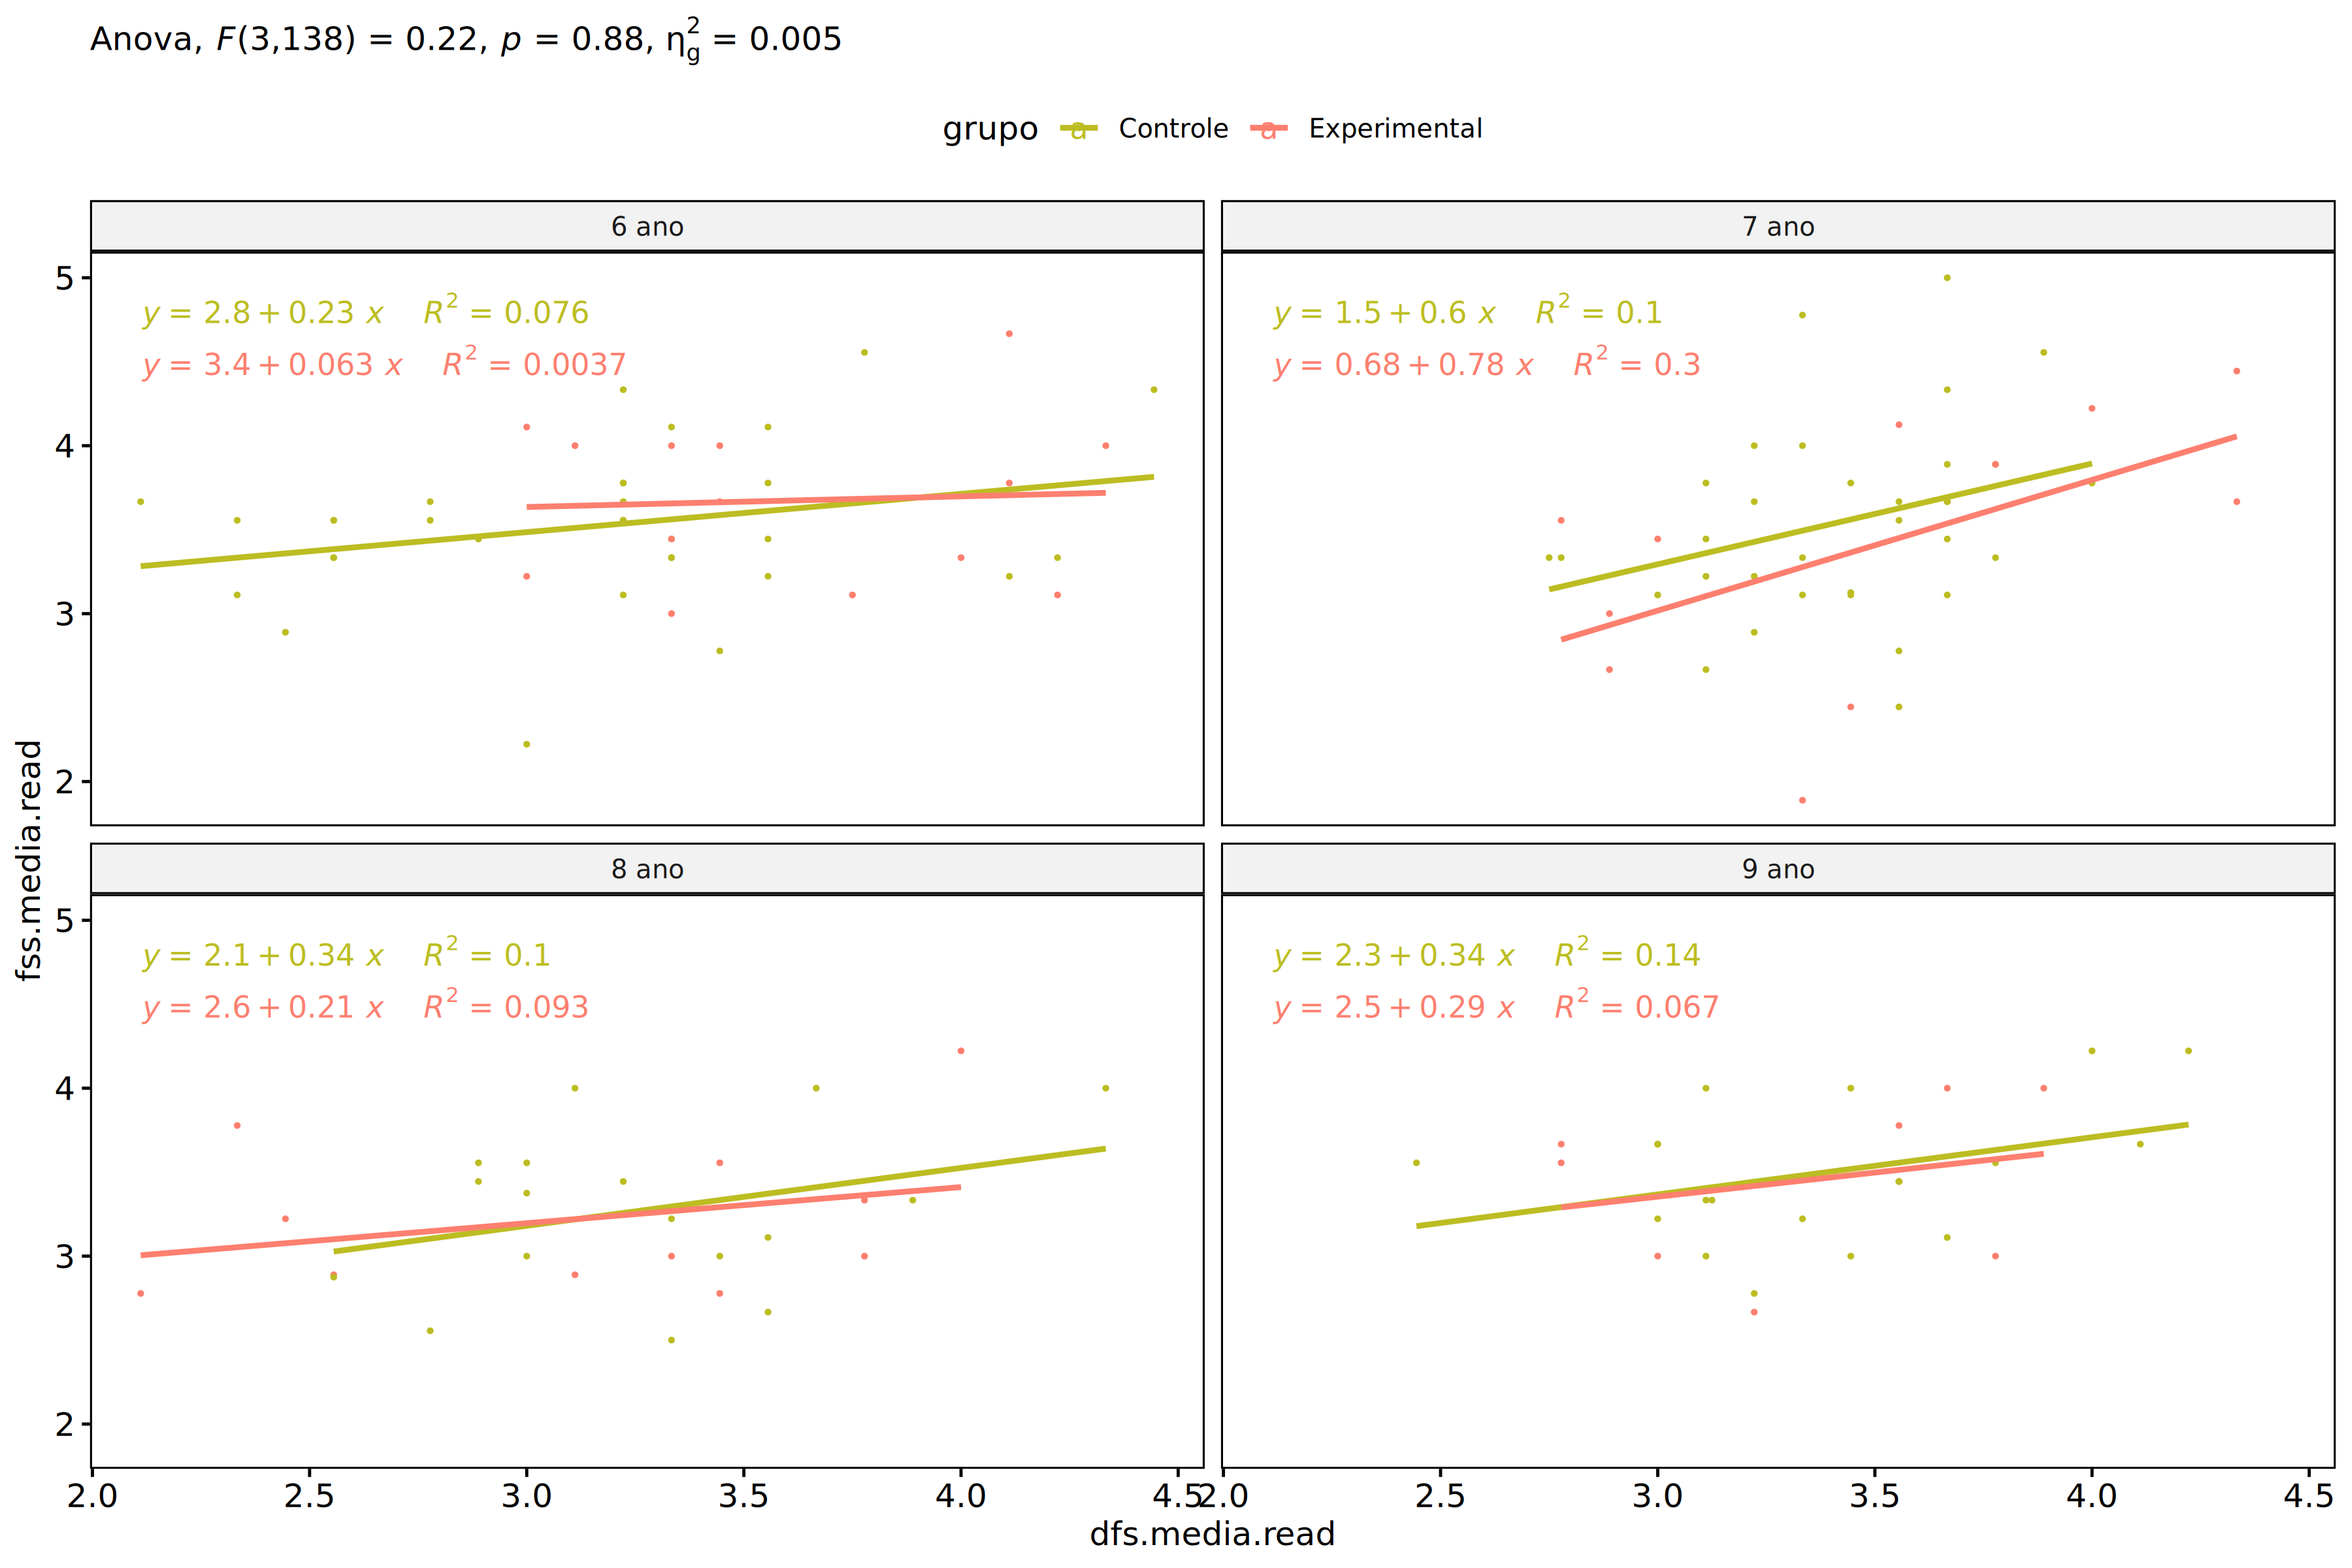 Anova, F(3,138) = 0.22, p = 0.88, η²g = 0.005
grupo a Controle a Experimental
6 ano
y = 2.8 + 0.23 x R² = 0.076
y = 3.4 + 0.063 x R² = 0.0037
7 ano
y = 1.5 + 0.6 x R² = 0.1
y = 0.68 + 0.78 x R² = 0.3
5
4
3
2
8 ano
y = 2.1 + 0.34 x R² = 0.1
y = 2.6 + 0.21 x R² = 0.093
9 ano
y = 2.3 + 0.34 x R² = 0.14
y = 2.5 + 0.29 x R² = 0.067
5
4
3
2
fss.media.read
2.0 2.5 3.0 3.5 4.0 4.5 2.0 2.5 3.0 3.5 4.0 4.5
dfs.media.read